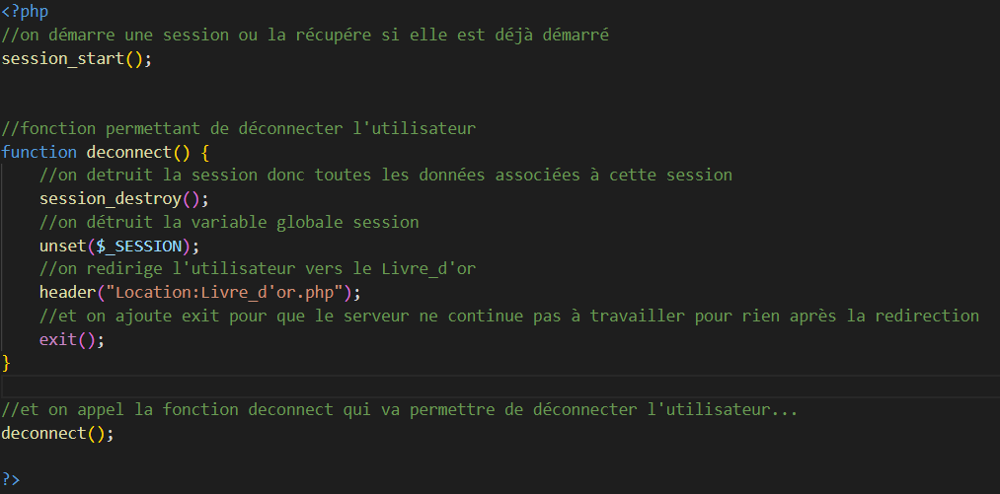 <?php
//on démarre une session ou la récupére si elle est déjà démarré
session_start();
//fonction permettant de déconnecter l'utilisateur
function deconnect() {
//on detruit la session donc toutes les données associées à cette session
session_destroy();
//on détruit la variable globale session
unset($_SESSION);
//on redirige l'utilisateur vers le Livre_d'or
header("Location:Livre_d'or.php");
//et on ajoute exit pour que le serveur ne continue pas à travailler pour rien après la redirection
exit();
}
//et on appel la fonction deconnect qui va permettre de déconnecter l'utilisateur...
deconnect();
?>